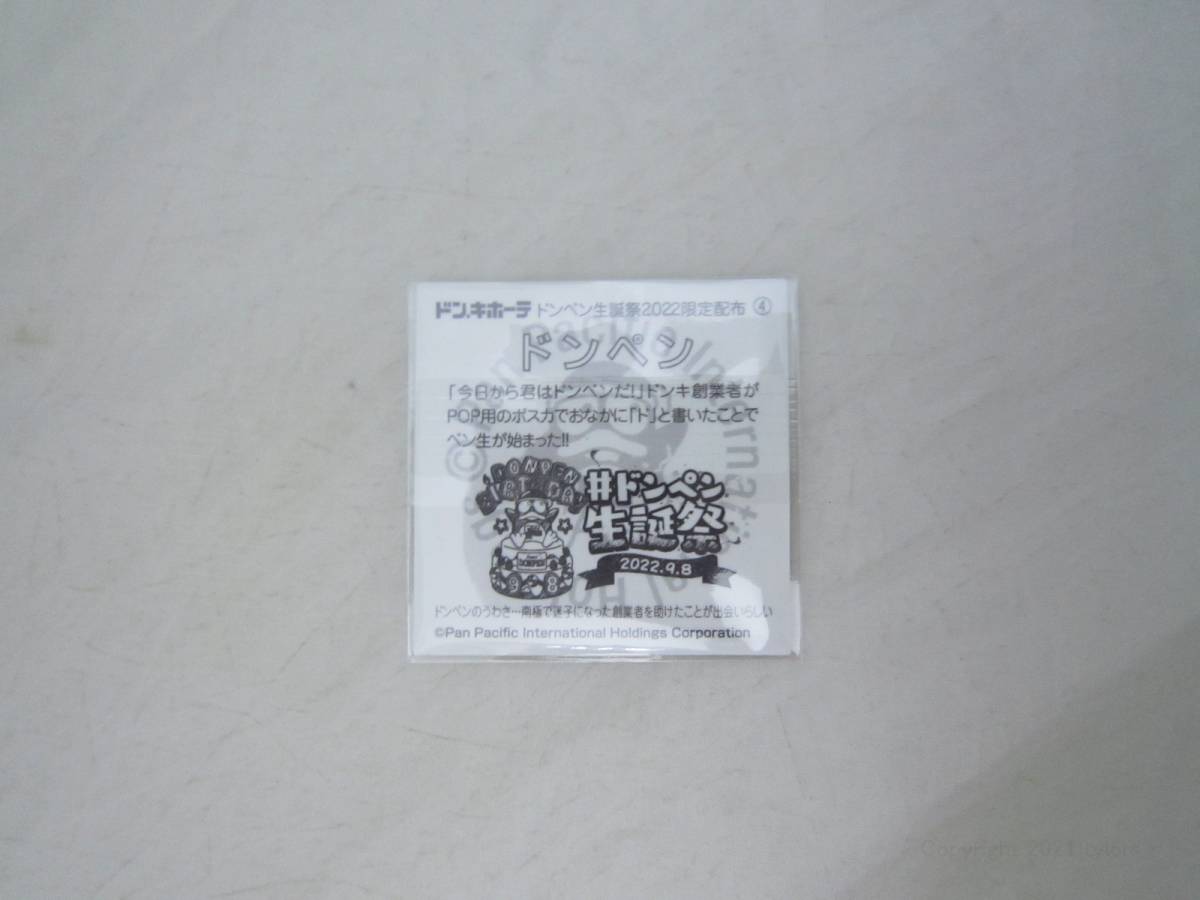 ドン.キホーテ ドンペン生誕祭2022限定配布 ④
ドンペン
「今日から君はドンペンだ!」ドンキ創業者が
POP用のポスカでおなかに「ド」と書いたことで
ペン生が始まった!!
DONPEN
BIRTHDAY
#ドンペン
生誕祭
DONPEN
9 8
2022.9.8
ドンペンのうわさ…南極で迷子になった創業者を助けたことが出会いらしい
©Pan Pacific International Holdings Corporation